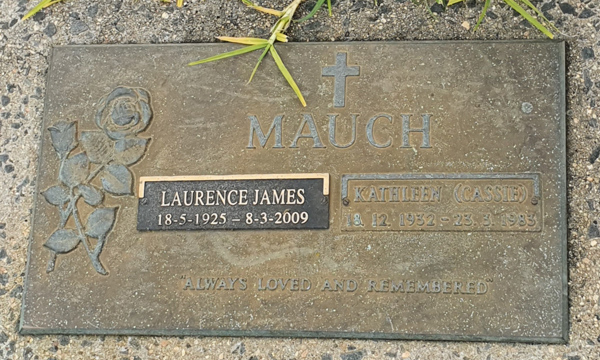 MAUCH
LAURENCE JAMES
18-5-1925 – 8-3-2009
KATHLEEN (CASSIE)
18.12.1932 – 23.3.1983
"ALWAYS LOVED AND REMEMBERED"